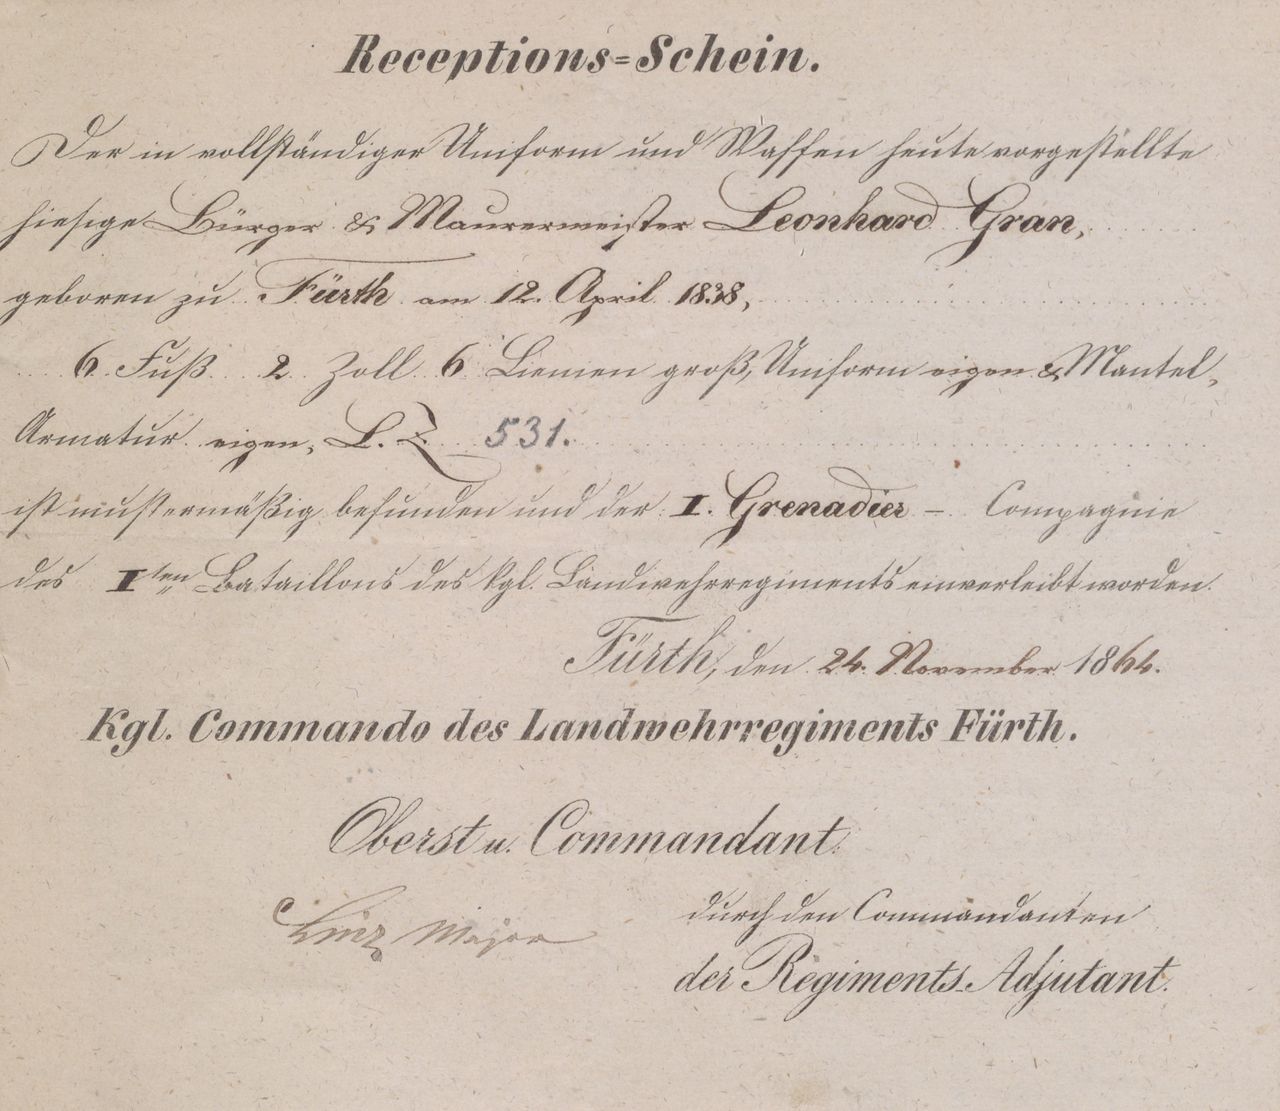 Receptions=Schein.
Der in vollständiger Uniform und Waffen heute vorgestellte
hiesige Bürger & Maurermeister Leonhard Gran,
geboren zu Fürth am 12. April 1838,
6 Fuß 2 Zoll 6 Linien groß, Uniform eigen & Mantel,
Armatur eigen, L. Z. 531.
ist mustermäßig befunden und der I. Grenadier - Compagnie
des Iten Bataillons des kgl. Landwehrregiments einverleibt worden.
Fürth, den 24. November 1864.
Kgl. Commando des Landwehrregiments Fürth.
Oberst u. Commandant.
Major
durch den Commandanten
der Regiments-Adjutant.